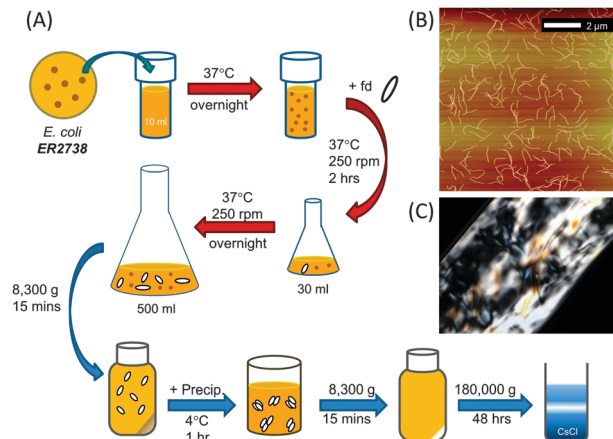 (A)
E. coli
ER2738
10 ml
37°C
overnight
+ fd
37°C
250 rpm
2 hrs
30 ml
37°C
250 rpm
overnight
500 ml
8,300 g
15 mins
+ Precip.
4°C
1 hr
8,300 g
15 mins
180,000 g
48 hrs
CsCl
(B)
2 μm
(C)